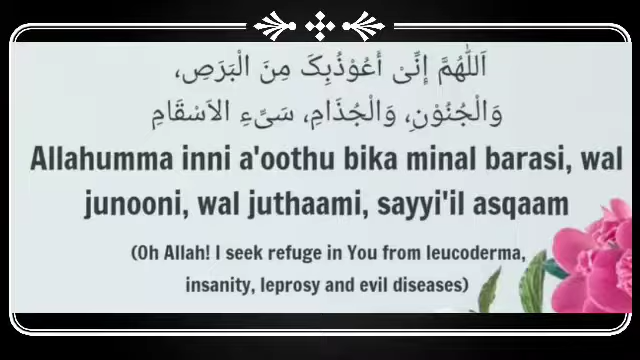 اَللّٰهُمَّ إِنِّىْ أَعُوْذُبِكَ مِنَ الْبَرَصِ،
وَالْجُنُوْنِ، وَالْجُذَامِ، سَىِّءِ الاَسْقَامِ
Allahumma inni a'oothu bika minal barasi, wal
junooni, wal juthaami, sayyi'il asqaam
(Oh Allah! I seek refuge in You from leucoderma,
insanity, leprosy and evil diseases)